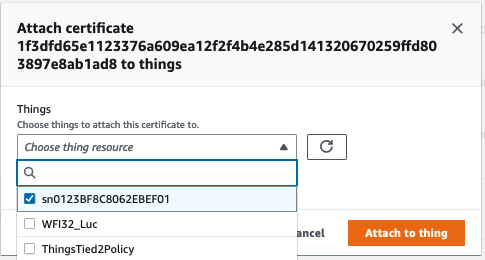 Attach certificate
1f3dfd65e1123376a609ea12f2f4b4e285d141320670259ffd80
3897e8ab1ad8 to things
Things
Choose things to attach this certificate to.
Choose thing resource
sn0123BF8C8062EBEF01
WFI32_Luc
ancel
Attach to thing
ThingsTied2Policy